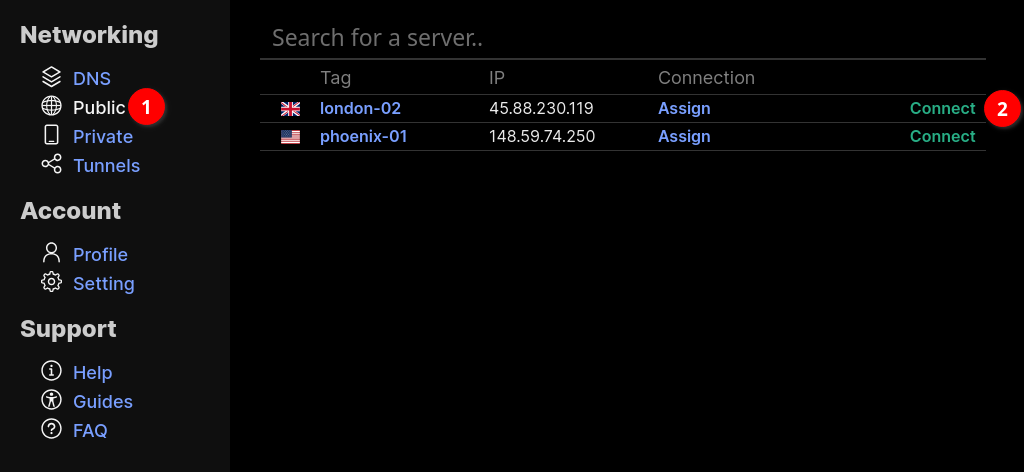 Networking
DNS
Public 1
Private
Tunnels
Account
Profile
Setting
Support
Help
Guides
FAQ
Search for a server..
Tag IP Connection
london-02 45.88.230.119 Assign Connect 2
phoenix-01 148.59.74.250 Assign Connect